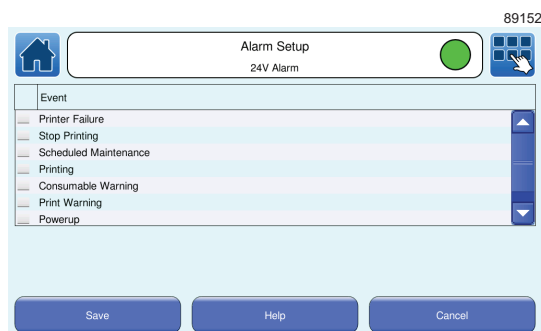 89152
Alarm Setup
24V Alarm
Event
Printer Failure
Stop Printing
Scheduled Maintenance
Printing
Consumable Warning
Print Warning
Powerup
Save Help Cancel